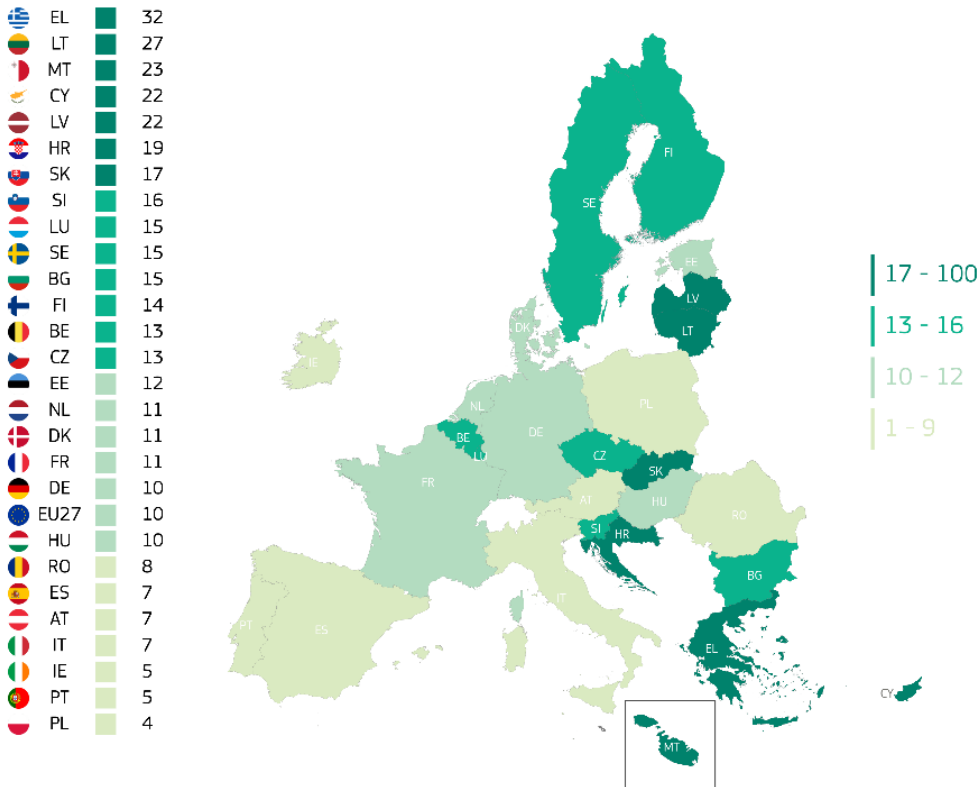 EL 32
LT 27
MT 23
CY 22
LV 22
HR 19
SK 17
SI 16
LU 15
SE 15
BG 15
FI 14
BE 13
CZ 13
EE 12
NL 11
DK 11
FR 11
DE 10
EU27 10
HU 10
RO 8
ES 7
AT 7
IT 7
IE 5
PT 5
PL 4
FI
SE
EE
LV
LT
DK
IE
NL
PL
DE
BE
LU
CZ
SK
FR
AT
HU
RO
SI
HR
BG
IT
PT
ES
EL
CY
MT
17 - 100
13 - 16
10 - 12
1 - 9